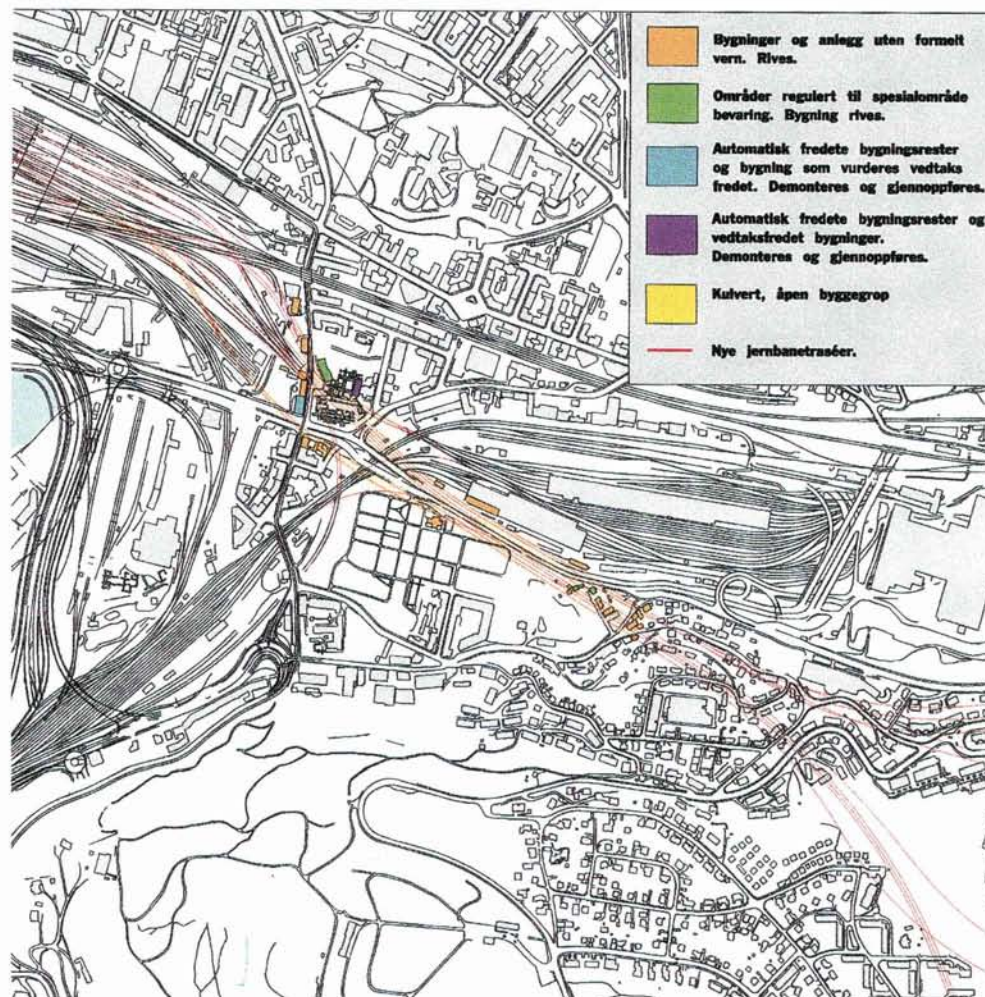 Bygninger og anlegg uten formelt
vern. Rives.
Områder regulert til spesialområde
bevaring. Bygning rives.
Automatisk fredete bygningsrester
og bygning som vurderes vedtaks
fredet. Demonteres og gjennoppføres.
Automatisk fredete bygningsrester og
vedtaksfredet bygninger.
Demonteres og gjennoppføres.
Kulvert, åpen byggegrop
Nye jernbanetraséer.